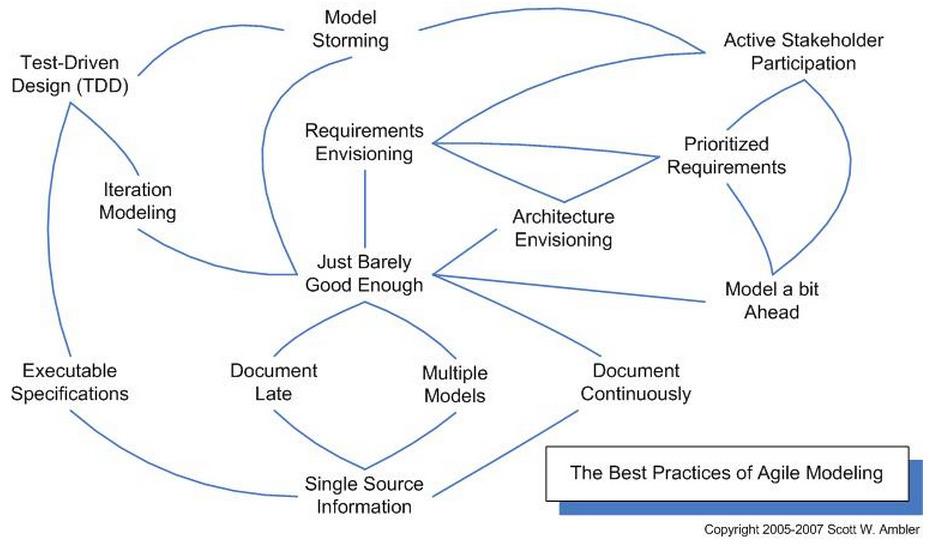 Model
Storming
Active Stakeholder
Participation
Test-Driven
Design (TDD)
Requirements
Envisioning
Prioritized
Requirements
Iteration
Modeling
Architecture
Envisioning
Just Barely
Good Enough
Model a bit
Ahead
Executable
Specifications
Document
Late
Multiple
Models
Document
Continuously
Single Source
Information
The Best Practices of Agile Modeling
Copyright 2005-2007 Scott W. Ambler